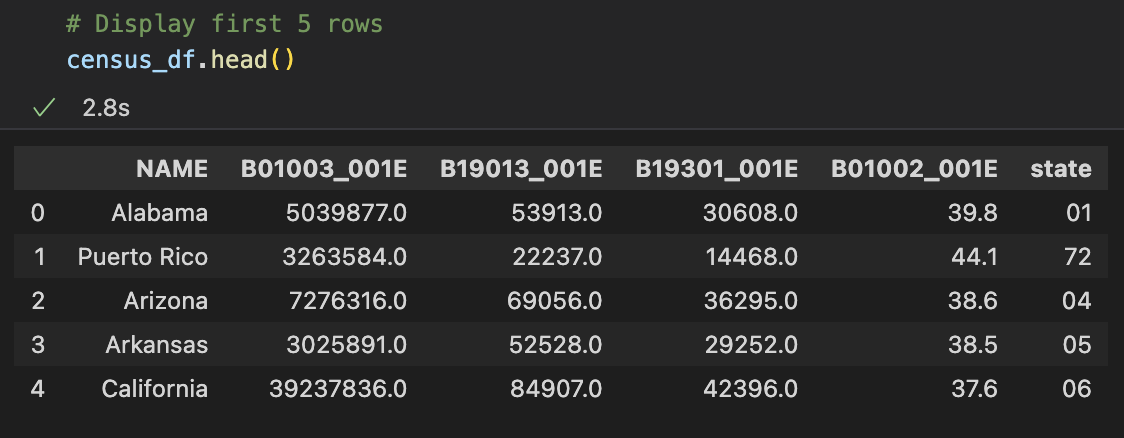 # Display first 5 rows
census_df.head()
2.8s
NAME B01003_001E B19013_001E B19301_001E B01002_001E state
0 Alabama 5039877.0 53913.0 30608.0 39.8 01
1 Puerto Rico 3263584.0 22237.0 14468.0 44.1 72
2 Arizona 7276316.0 69056.0 36295.0 38.6 04
3 Arkansas 3025891.0 52528.0 29252.0 38.5 05
4 California 39237836.0 84907.0 42396.0 37.6 06